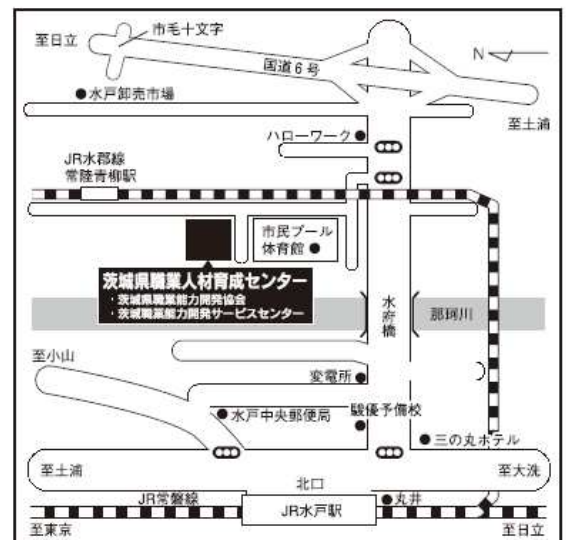 市毛十文字
至日立
国道6号
N
水戸卸売市場
至土浦
ハローワーク
JR水郡線
常陸青柳駅
市民プール
体育館
茨城県職業人材育成センター
・茨城県職業能力開発協会
・茨城職業能力開発サービスセンター
水府橋
那珂川
至小山
変電所
水戸中央郵便局
駿優予備校
三の丸ホテル
至土浦
北口
至大洗
JR常磐線
JR水戸駅
丸井
至東京
至日立